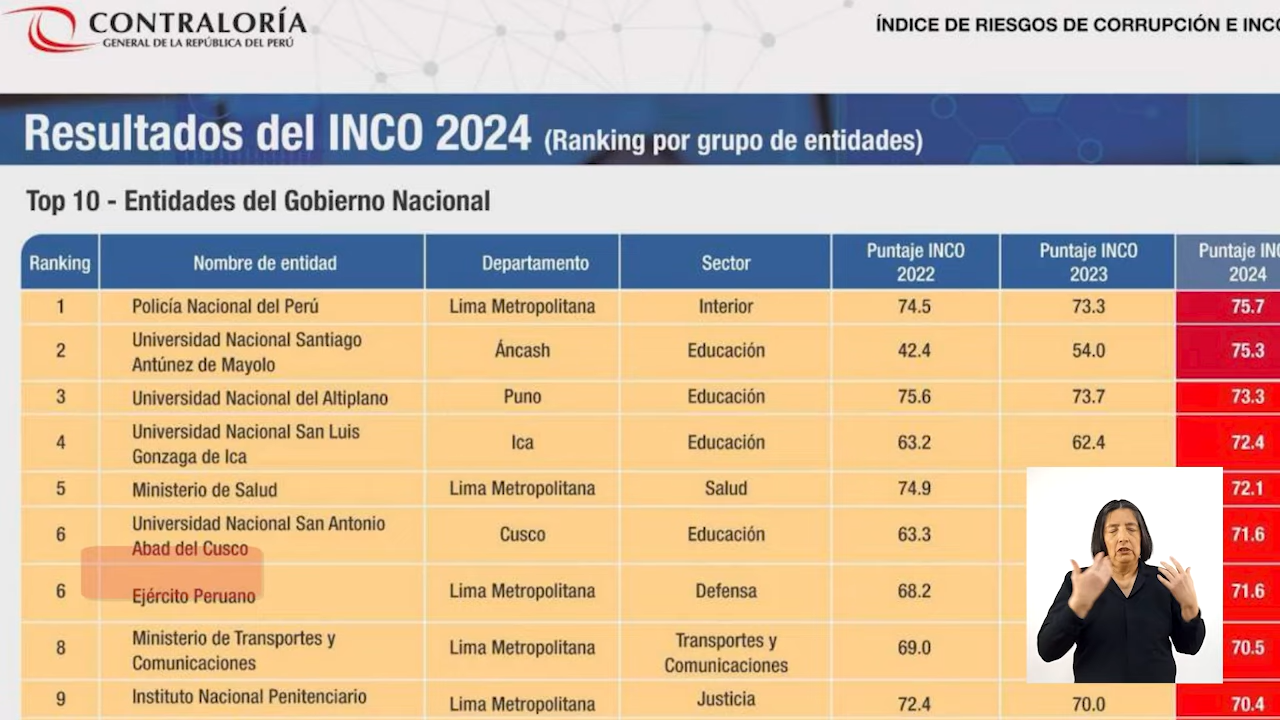 CONTRALORÍA
GENERAL DE LA REPÚBLICA DEL PERÚ
ÍNDICE DE RIESGOS DE CORRUPCIÓN E
Resultados del INCO 2024 (Ranking por grupo de entidades)
Top 10 - Entidades del Gobierno Nacional
Ranking Nombre de entidad Departamento Sector Puntaje INCO 2022 Puntaje INCO 2023 Puntaje 2024
1 Policía Nacional del Perú Lima Metropolitana Interior 74.5 73.3 75.7
2 Universidad Nacional Santiago Antúnez de Mayolo Áncash Educación 42.4 54.0 75.3
3 Universidad Nacional del Altiplano Puno Educación 75.6 73.7 73.3
4 Universidad Nacional San Luis Gonzaga de Ica Ica Educación 63.2 62.4 72.4
5 Ministerio de Salud Lima Metropolitana Salud 74.9 72.1
6 Universidad Nacional San Antonio Abad del Cusco Cusco Educación 63.3 71.6
6 Ejército Peruano Lima Metropolitana Defensa 68.2 71.6
8 Ministerio de Transportes y Comunicaciones Lima Metropolitana Transportes y Comunicaciones 69.0 70.5
9 Instituto Nacional Penitenciario Lima Metropolitana Justicia 72.4 70.0 70.4